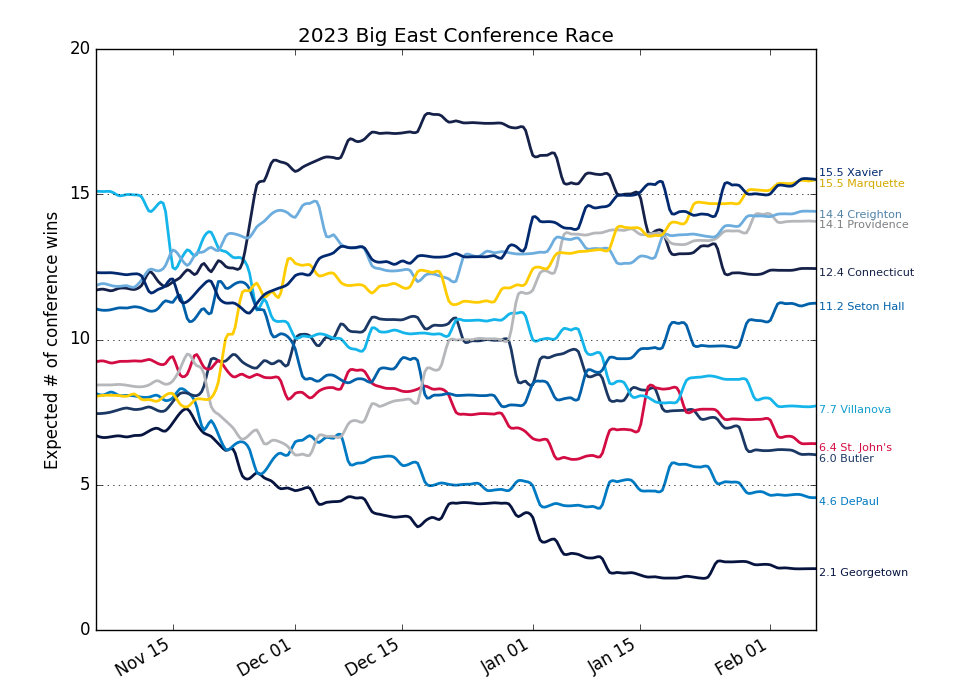 2023 Big East Conference Race
Expected # of conference wins
20
15
10
5
0
15.5 Xavier
15.5 Marquette
14.4 Creighton
14.1 Providence
12.4 Connecticut
11.2 Seton Hall
7.7 Villanova
6.4 St. John's
6.0 Butler
4.6 DePaul
2.1 Georgetown
Nov 15
Dec 01
Dec 15
Jan 01
Jan 15
Feb 01